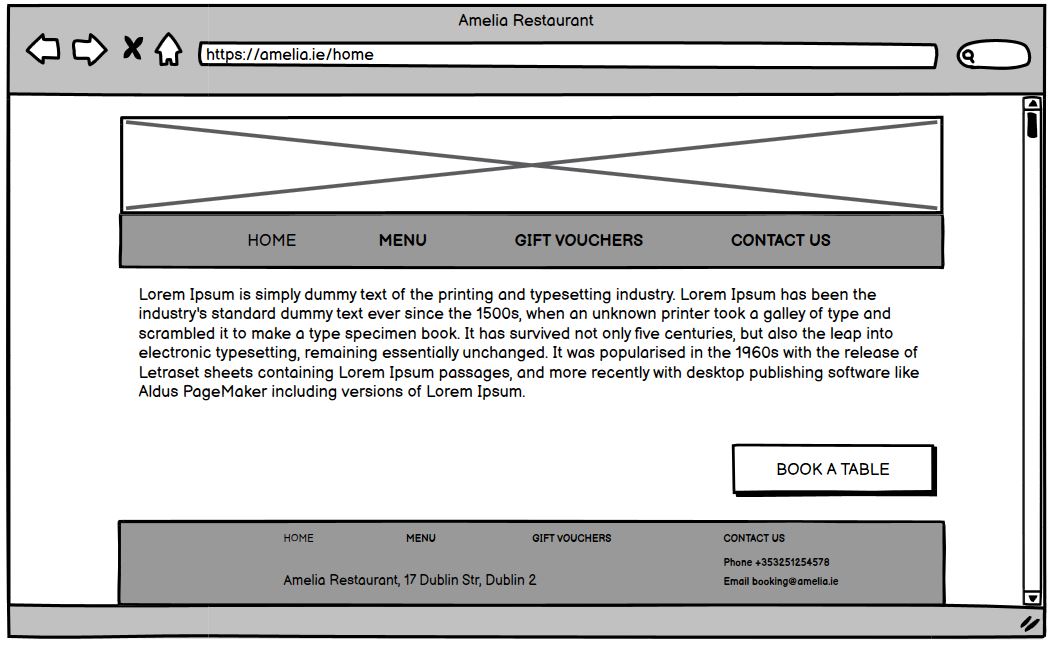 Amelia Restaurant
https://amelia.ie/home
HOME MENU GIFT VOUCHERS CONTACT US
Lorem Ipsum is simply dummy text of the printing and typesetting industry. Lorem Ipsum has been the
industry's standard dummy text ever since the 1500s, when an unknown printer took a galley of type and
scrambled it to make a type specimen book. It has survived not only five centuries, but also the leap into
electronic typesetting, remaining essentially unchanged. It was popularised in the 1960s with the release of
Letraset sheets containing Lorem Ipsum passages, and more recently with desktop publishing software like
Aldus PageMaker including versions of Lorem Ipsum.
BOOK A TABLE
HOME MENU GIFT VOUCHERS CONTACT US
Phone +353251254578
Amelia Restaurant, 17 Dublin Str, Dublin 2 Email booking@amelia.ie